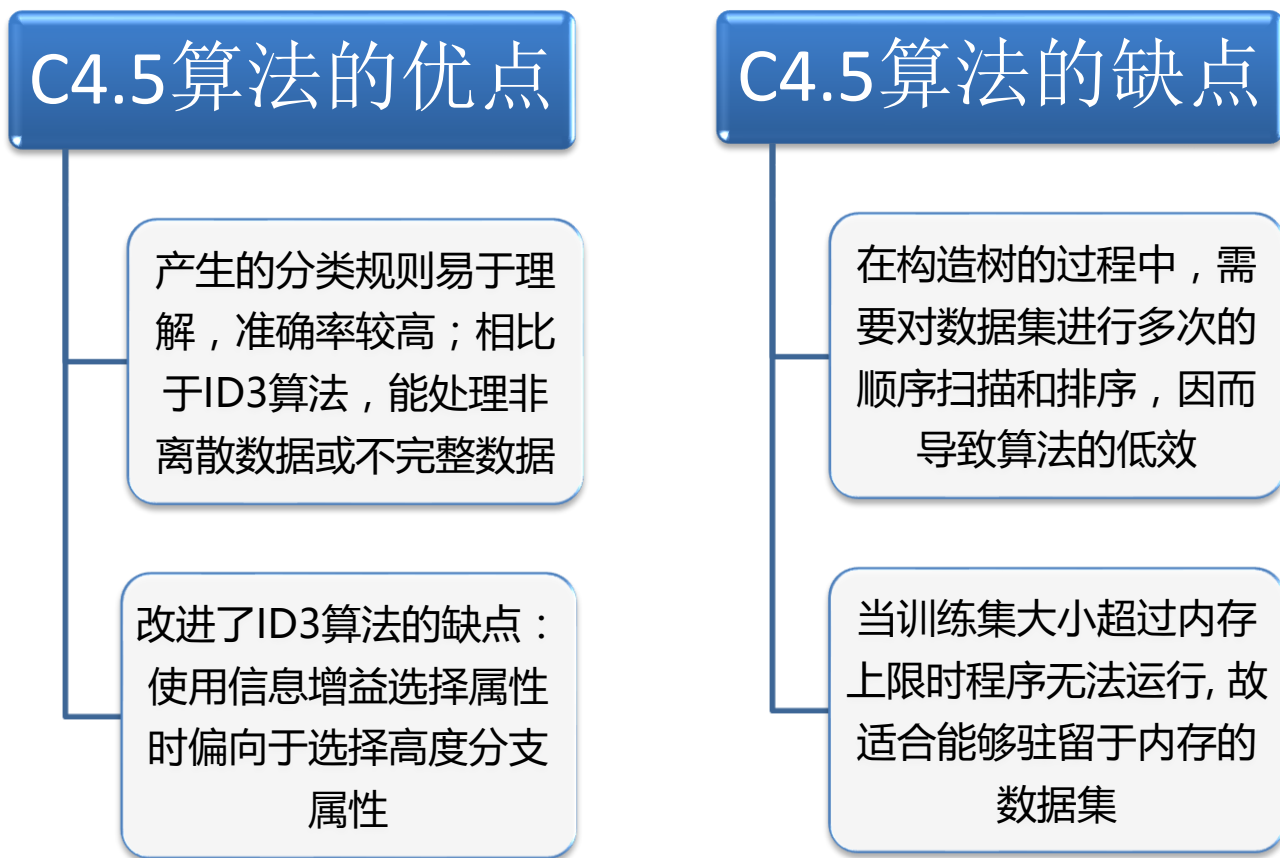 C4.5算法的优点
产生的分类规则易于理
解，准确率较高；相比
于ID3算法，能处理非
离散数据或不完整数据
改进了ID3算法的缺点：
使用信息增益选择属性
时偏向于选择高度分支
属性
C4.5算法的缺点
在构造树的过程中，需
要对数据集进行多次的
顺序扫描和排序，因而
导致算法的低效
当训练集大小超过内存
上限时程序无法运行, 故
适合能够驻留于内存的
数据集